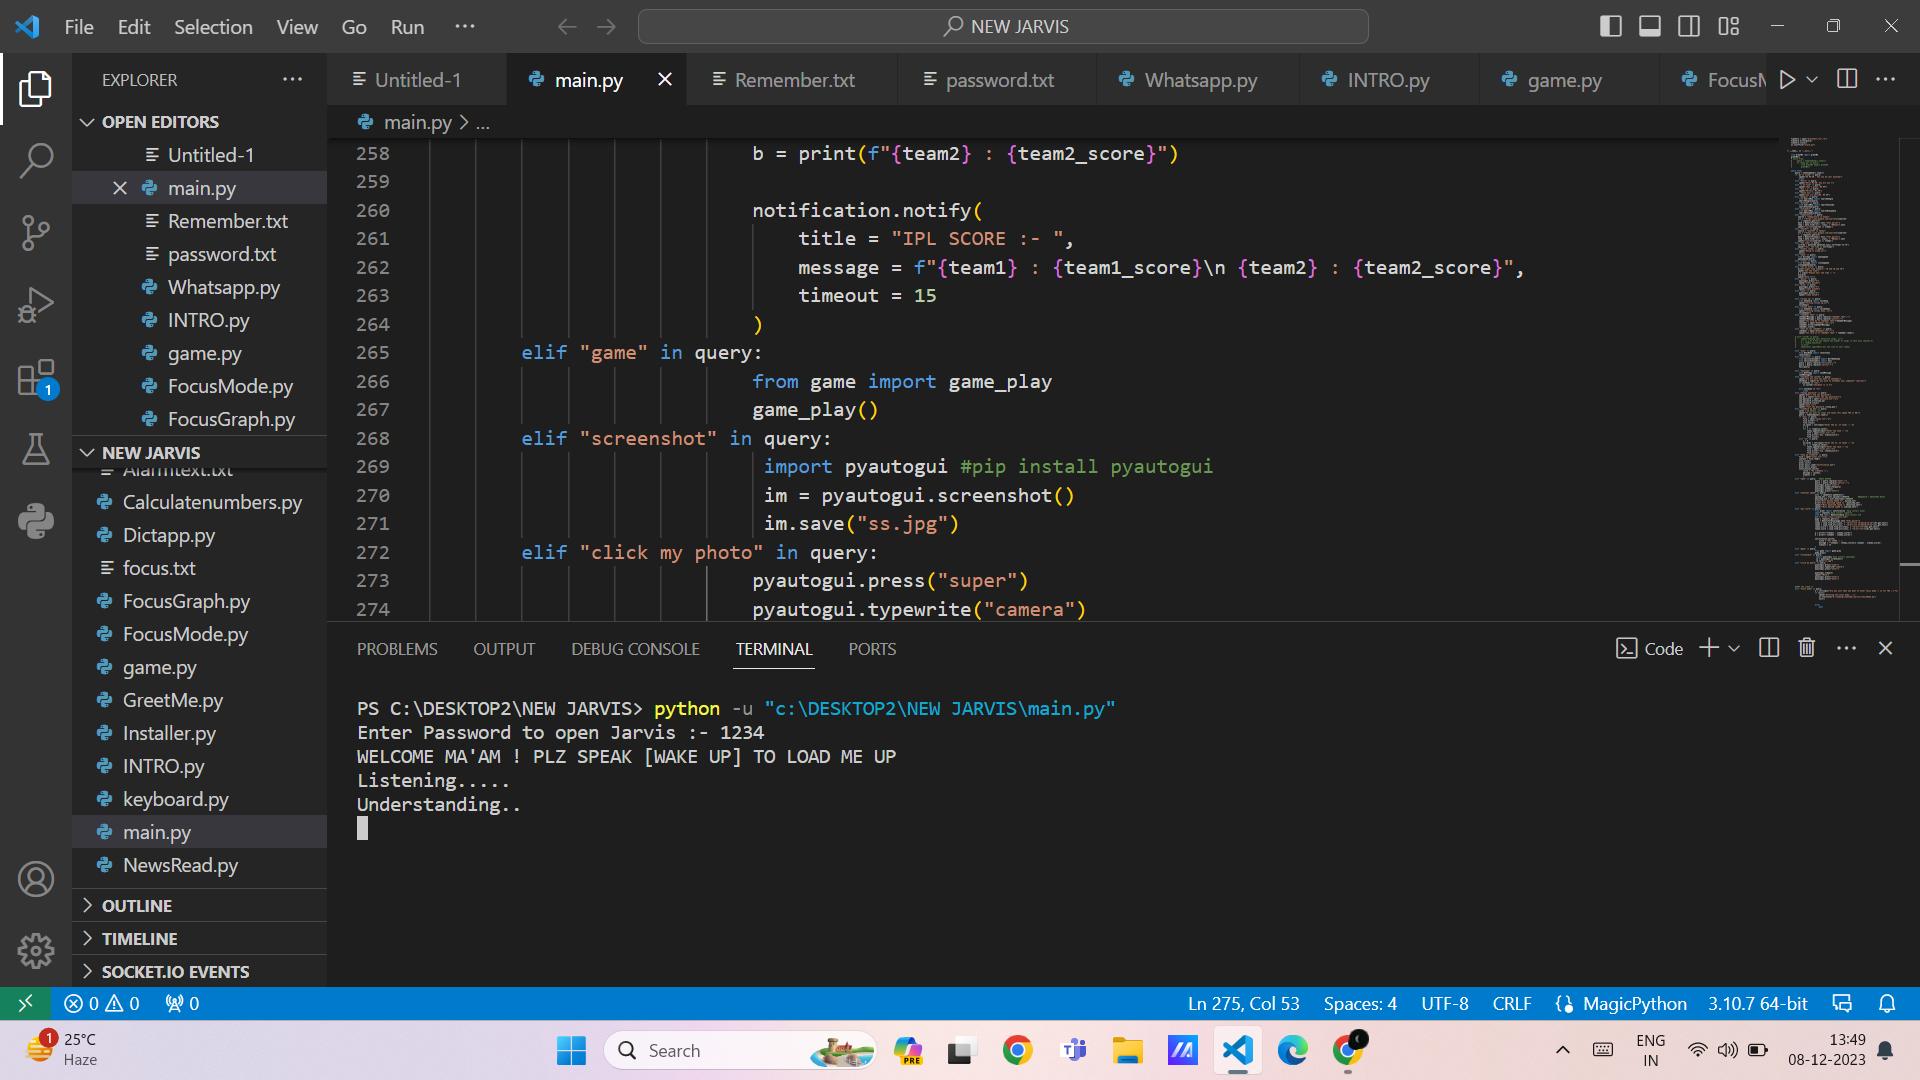 File Edit Selection View Go Run ...
NEW JARVIS
EXPLORER
Untitled-1 main.py Remember.txt password.txt Whatsapp.py INTRO.py game.py
OPEN EDITORS
Untitled-1
main.py
Remember.txt
password.txt
Whatsapp.py
INTRO.py
game.py
FocusMode.py
FocusGraph.py
NEW JARVIS
Alarmtext.txt
Calculatenumbers.py
Dictapp.py
focus.txt
FocusGraph.py
FocusMode.py
game.py
GreetMe.py
Installer.py
INTRO.py
keyboard.py
main.py
NewsRead.py
OUTLINE
TIMELINE
SOCKET.IO EVENTS
1
main.py > ...
258 b = print(f"{team2} : {team2_score}")
259
260 notification.notify(
261 title = "IPL SCORE :- ",
262 message = f"{team1} : {team1_score}\n {team2} : {team2_score}",
263 timeout = 15
264 )
265 elif "game" in query:
266 from game import game_play
267 game_play()
268 elif "screenshot" in query:
269 import pyautogui #pip install pyautogui
270 im = pyautogui.screenshot()
271 im.save("ss.jpg")
272 elif "click my photo" in query:
273 pyautogui.press("super")
274 pyautogui.typewrite("camera")
PROBLEMS OUTPUT DEBUG CONSOLE TERMINAL PORTS
Code
PS C:\DESKTOP2\NEW JARVIS> python -u "c:\DESKTOP2\NEW JARVIS\main.py"
Enter Password to open Jarvis :- 1234
WELCOME MA'AM ! PLZ SPEAK [WAKE UP] TO LOAD ME UP
Listening.....
Understanding..
0 0 0
Ln 275, Col 53 Spaces: 4 UTF-8 CRLF MagicPython 3.10.7 64-bit
1
25°C
Haze
Search
PRE
ENG
IN
13:49
08-12-2023